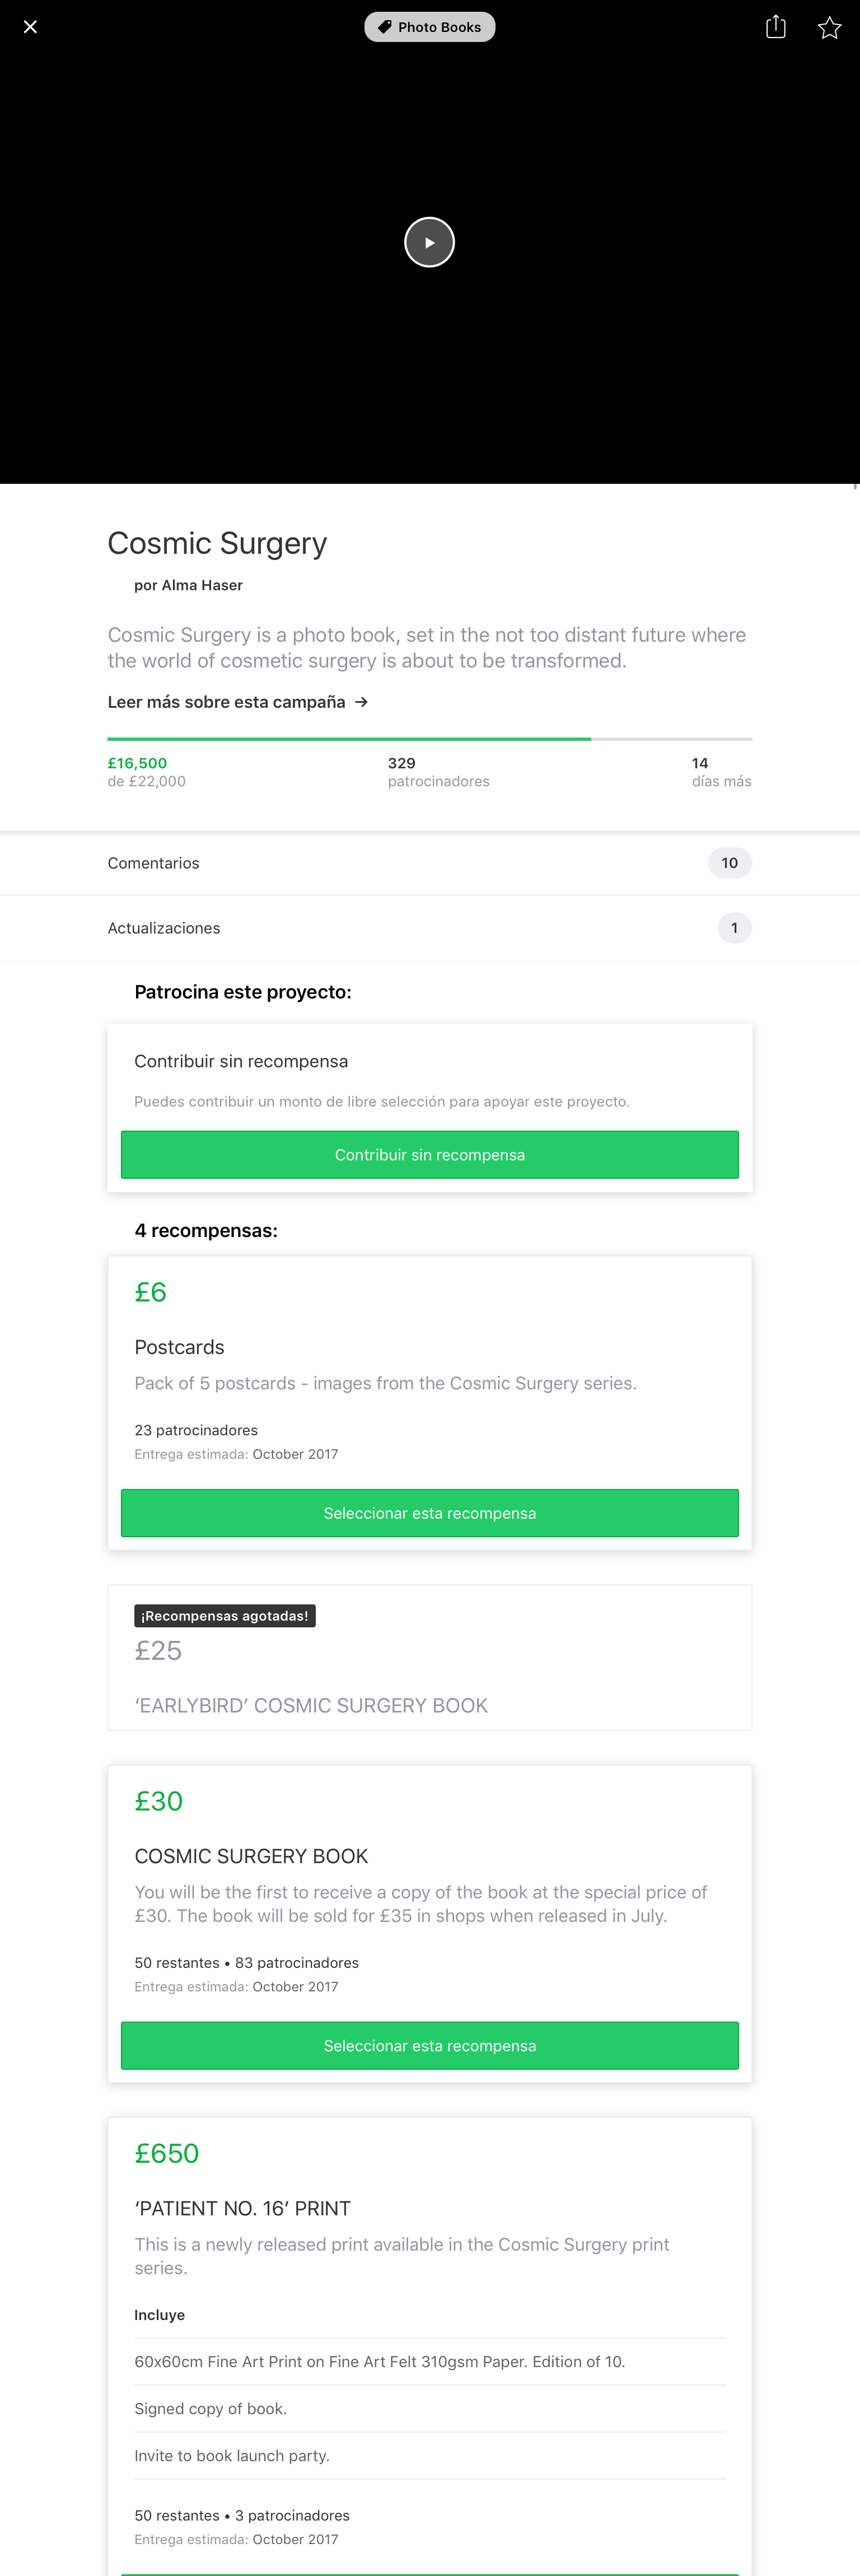 Photo Books
Cosmic Surgery
por Alma Haser
Cosmic Surgery is a photo book, set in the not too distant future where
the world of cosmetic surgery is about to be transformed.
Leer más sobre esta campaña →
£16,500
de £22,000
329
patrocinadores
14
días más
Comentarios
10
Actualizaciones
1
Patrocina este proyecto:
Contribuir sin recompensa
Puedes contribuir un monto de libre selección para apoyar este proyecto.
Contribuir sin recompensa
4 recompensas:
£6
Postcards
Pack of 5 postcards - images from the Cosmic Surgery series.
23 patrocinadores
Entrega estimada: October 2017
Seleccionar esta recompensa
¡Recompensas agotadas!
£25
‘EARLYBIRD’ COSMIC SURGERY BOOK
£30
COSMIC SURGERY BOOK
You will be the first to receive a copy of the book at the special price of
£30. The book will be sold for £35 in shops when released in July.
50 restantes • 83 patrocinadores
Entrega estimada: October 2017
Seleccionar esta recompensa
£650
‘PATIENT NO. 16’ PRINT
This is a newly released print available in the Cosmic Surgery print
series.
Incluye
60x60cm Fine Art Print on Fine Art Felt 310gsm Paper. Edition of 10.
Signed copy of book.
Invite to book launch party.
50 restantes • 3 patrocinadores
Entrega estimada: October 2017